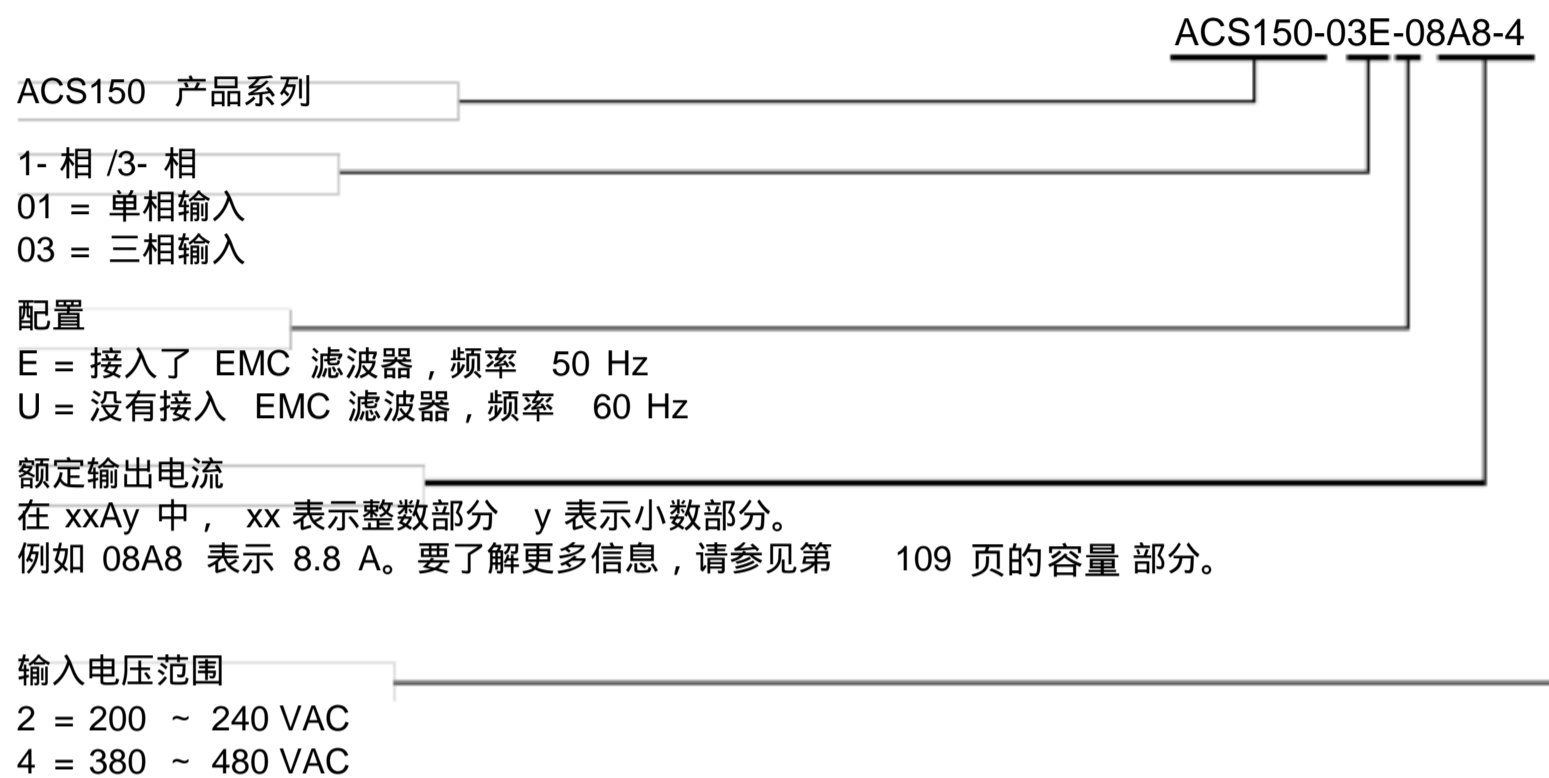 ACS150-03E-08A8-4
ACS150 产品系列
1- 相 /3- 相
01 = 单相输入
03 = 三相输入
配置
E = 接入了 EMC 滤波器 , 频率 50 Hz
U = 没有接入 EMC 滤波器 , 频率 60 Hz
额定输出电流
在 xxAy 中 , xx 表示整数部分 y 表示小数部分。
例如 08A8 表示 8.8 A。要了解更多信息 , 请参见第 109 页的容量 部分。
输入电压范围
2 = 200 ~ 240 VAC
4 = 380 ~ 480 VAC